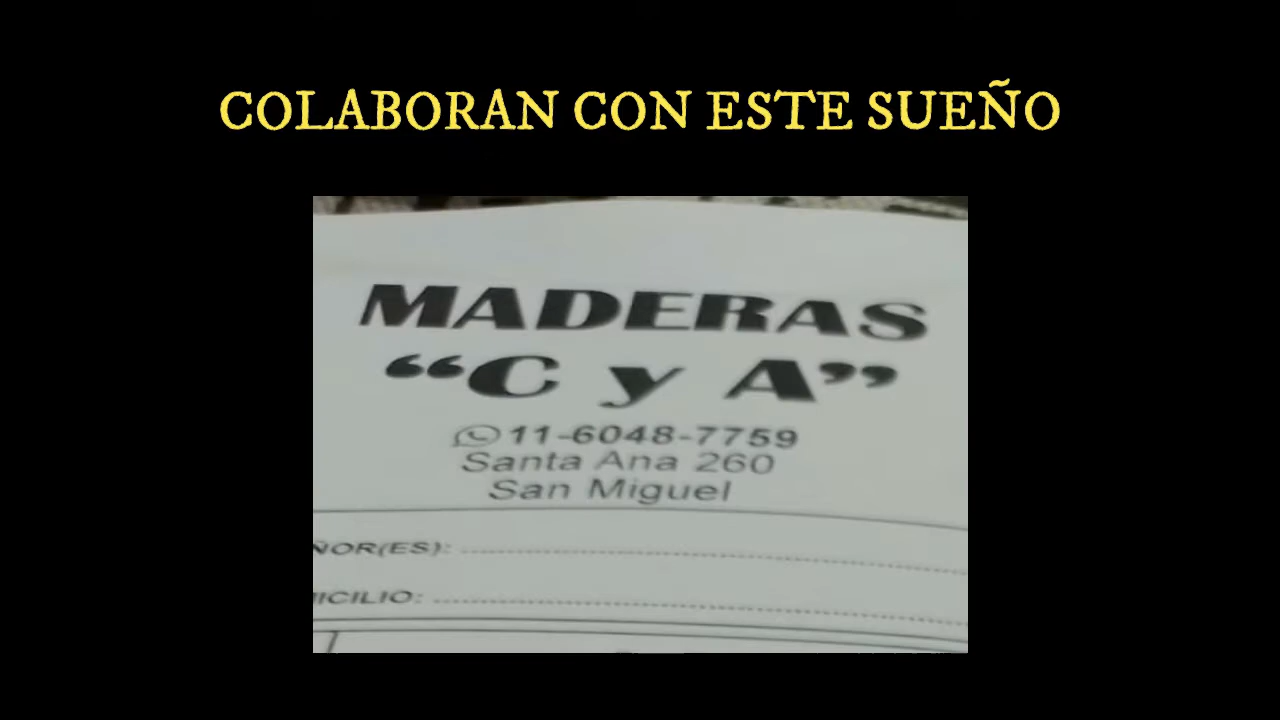 COLABORAN CON ESTE SUEÑO
MADERAS
“C y A”
11-6048-7759
Santa Ana 260
San Miguel
ÑOR(ES):
ICILIO: